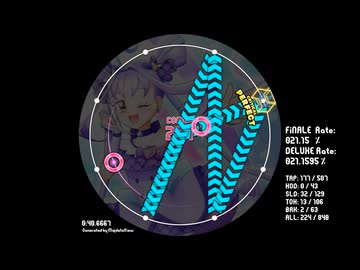 PERFECT
FiNALE Rate:
021.15 %
DELUXE Rate:
021.1595 %
TAP: 177 / 507
HOD: 0 / 43
SLD: 32 / 129
TOH: 13 / 106
BRK: 2 / 63
ALL: 224 / 848
0:40.6667
Generated by MajdataView